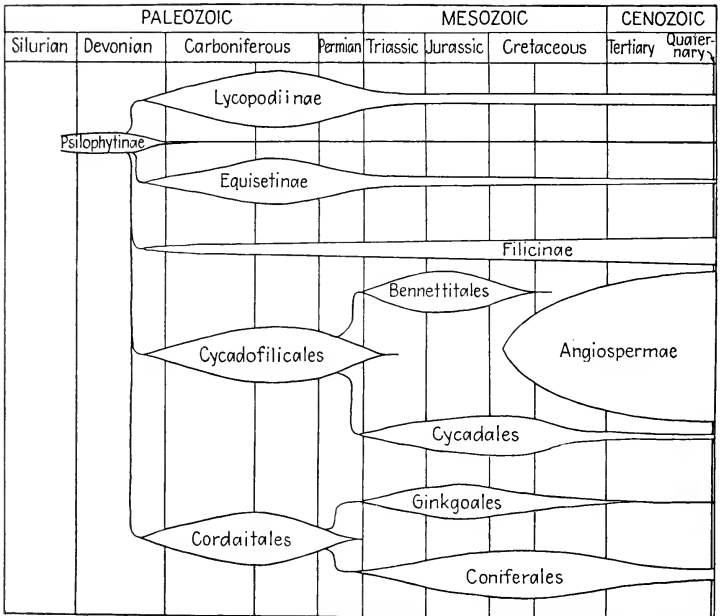 PALEOZOIC MESOZOIC CENOZOIC
Silurian Devonian Carboniferous Permian Triassic Jurassic Cretaceous Tertiary Quater-
nary
Lycopodiinae
Psilophytinae
Equisetinae
Filicinae
Bennettitales
Cycadofilicales
Angiospermae
Cycadales
Ginkgoales
Cordaitales
Coniferales